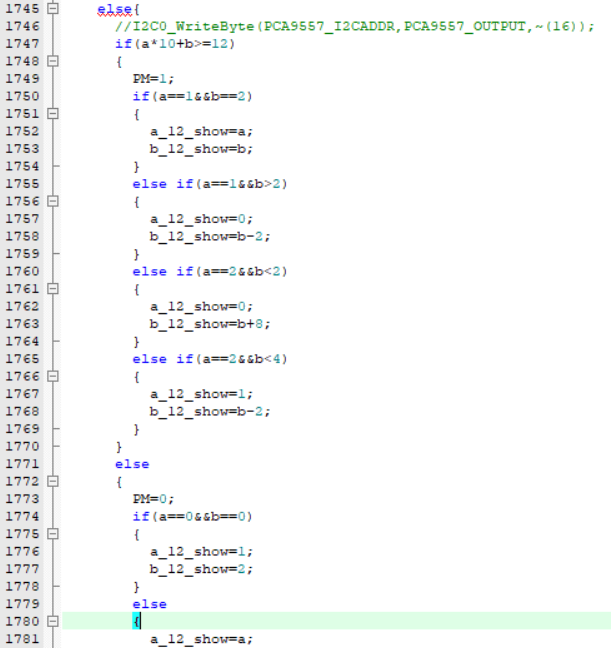 1745 else{
1746 //I2C0_WriteByte(PCA9557_I2CADDR,PCA9557_OUTPUT,~(16));
1747 if(a*10+b>=12)
1748 {
1749 PM=1;
1750 if(a==1&&b==2)
1751 {
1752 a_12_show=a;
1753 b_12_show=b;
1754 }
1755 else if(a==1&&b>2)
1756 {
1757 a_12_show=0;
1758 b_12_show=b-2;
1759 }
1760 else if(a==2&&b<2)
1761 {
1762 a_12_show=0;
1763 b_12_show=b+8;
1764 }
1765 else if(a==2&&b<4)
1766 {
1767 a_12_show=1;
1768 b_12_show=b-2;
1769 }
1770 }
1771 else
1772 {
1773 PM=0;
1774 if(a==0&&b==0)
1775 {
1776 a_12_show=1;
1777 b_12_show=2;
1778 }
1779 else
1780 {
1781 a_12_show=a;